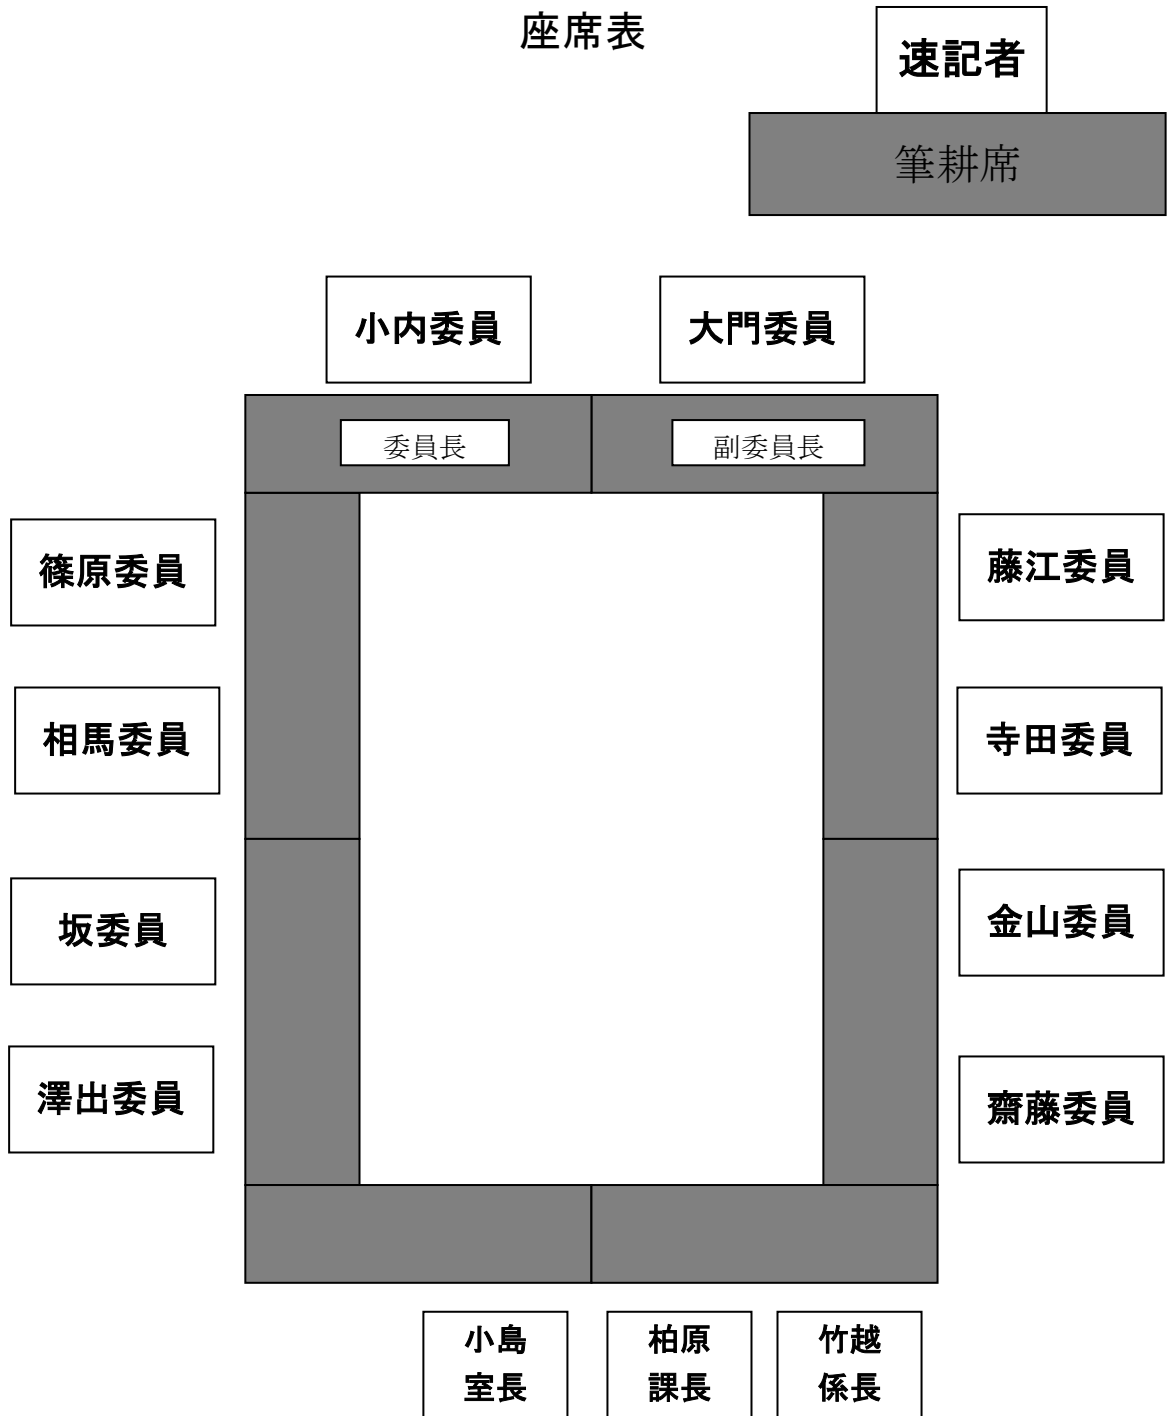 座席表
速記者
筆耕席
小内委員
大門委員
委員長
副委員長
篠原委員
藤江委員
相馬委員
寺田委員
坂委員
金山委員
澤出委員
齋藤委員
小島
室長
柏原
課長
竹越
係長